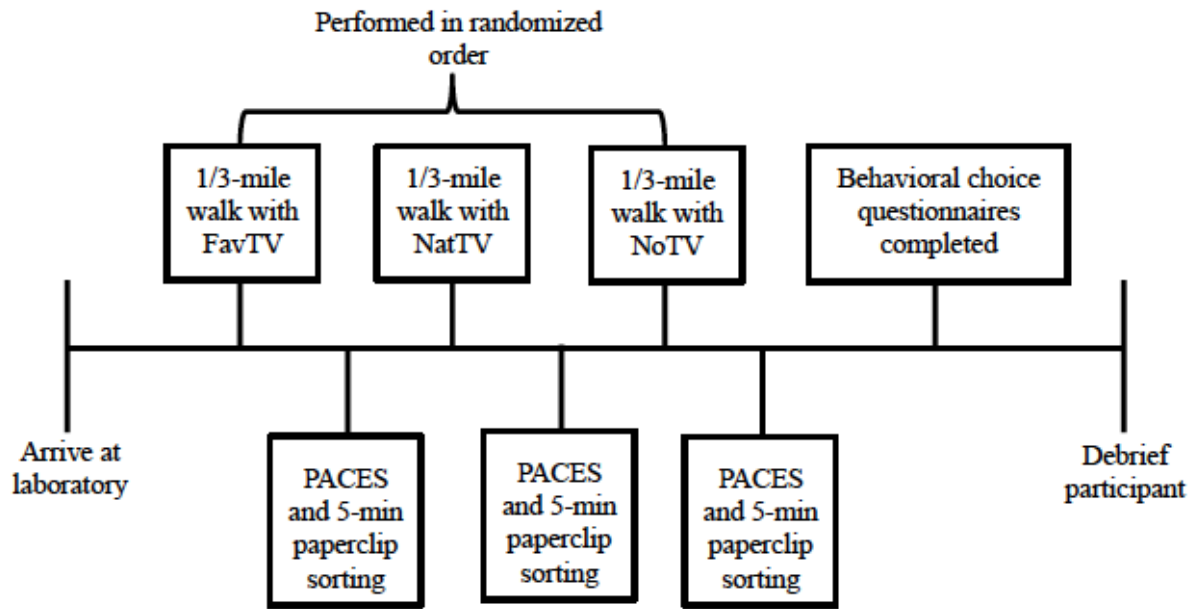 Performed in randomized
order
1/3-mile
walk with
FavTV
1/3-mile
walk with
NatTV
1/3-mile
walk with
NoTV
Behavioral choice
questionnaires
completed
Arrive at
laboratory
PACES
and 5-min
paperclip
sorting
PACES
and 5-min
paperclip
sorting
PACES
and 5-min
paperclip
sorting
Debrief
participant